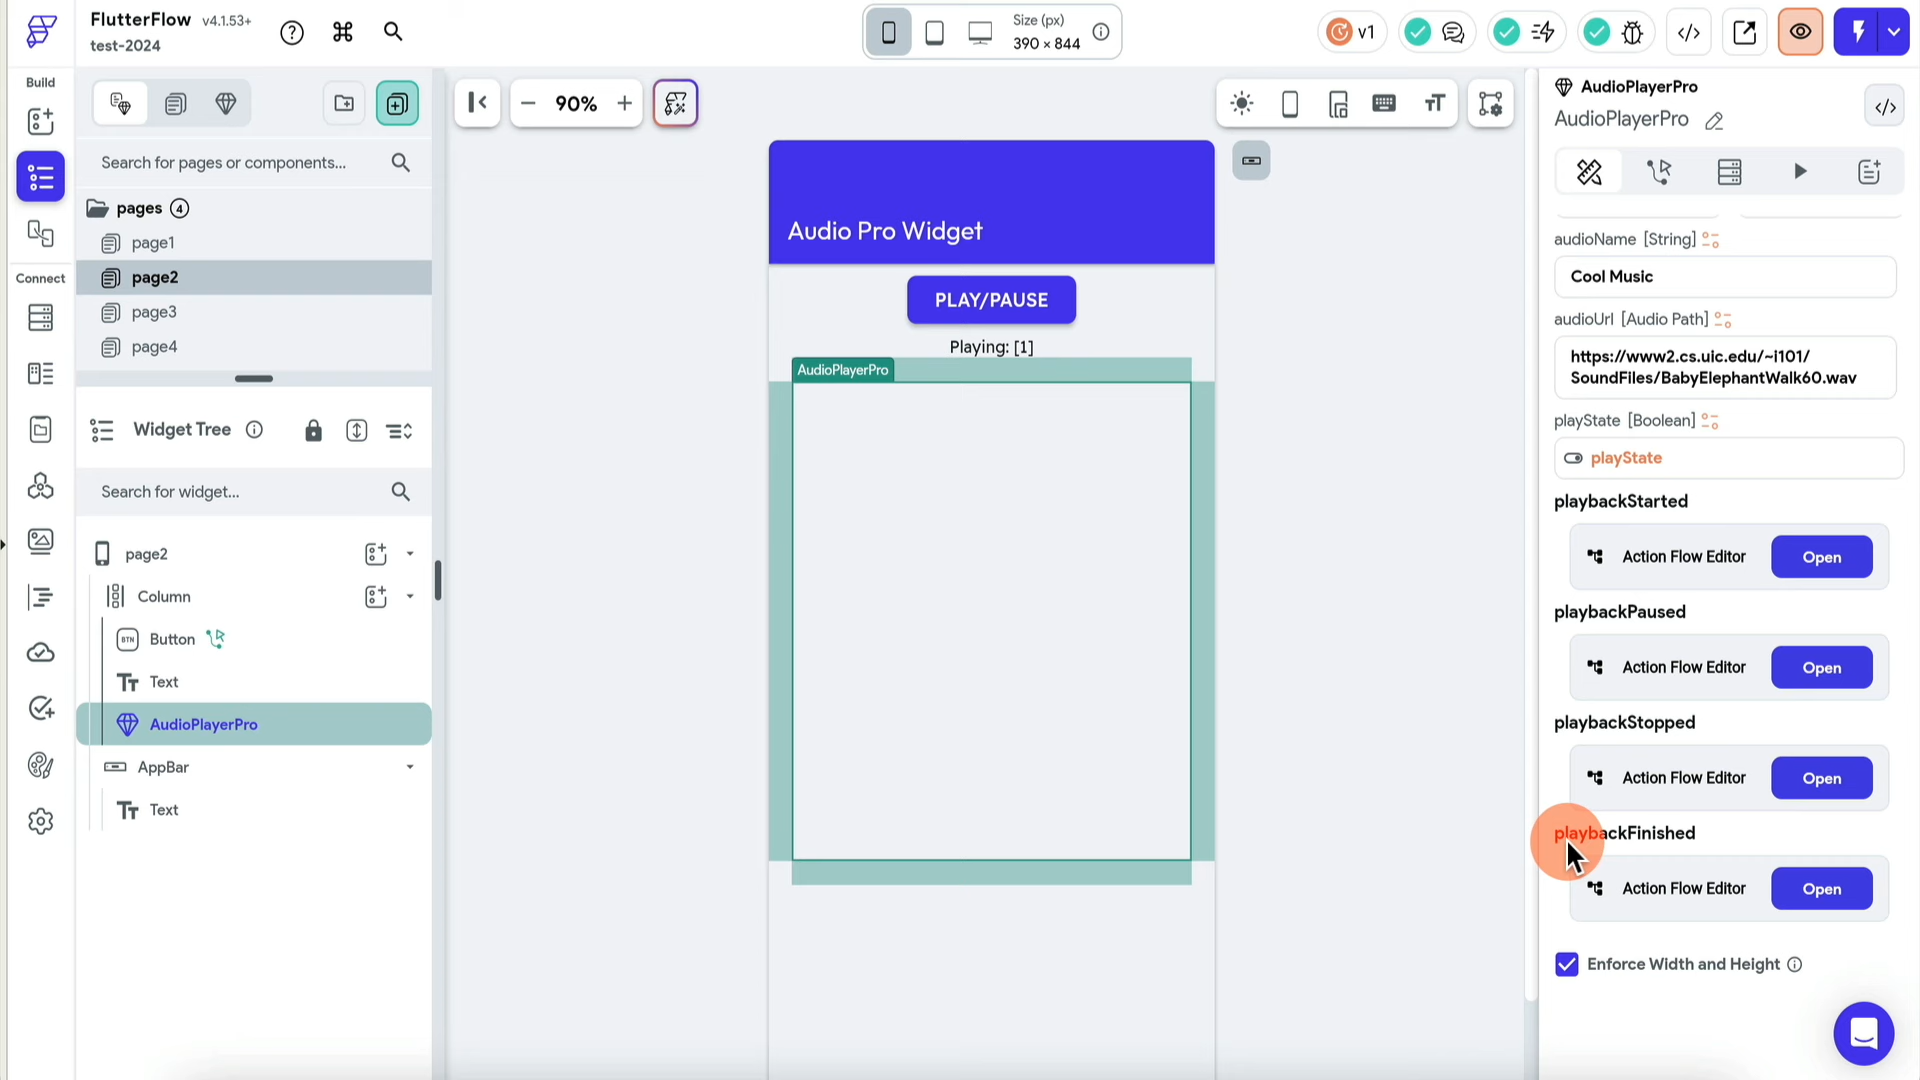 FlutterFlow v4.1.53+
test-2024
Size (px)
390 × 844
v1
Build
Connect
90%
Search for pages or components...
pages 4
page1
page2
page3
page4
Widget Tree
Search for widget...
page2
Column
BTN Button
Text
AudioPlayerPro
AppBar
Text
Audio Pro Widget
PLAY/PAUSE
Playing: [1]
AudioPlayerPro
AudioPlayerPro
AudioPlayerPro
audioName [String]
Cool Music
audioUrl [Audio Path]
https://www2.cs.uic.edu/~i101/
SoundFiles/BabyElephantWalk60.wav
playState [Boolean]
playState
playbackStarted
Action Flow Editor Open
playbackPaused
Action Flow Editor Open
playbackStopped
Action Flow Editor Open
playbackFinished
Action Flow Editor Open
Enforce Width and Height